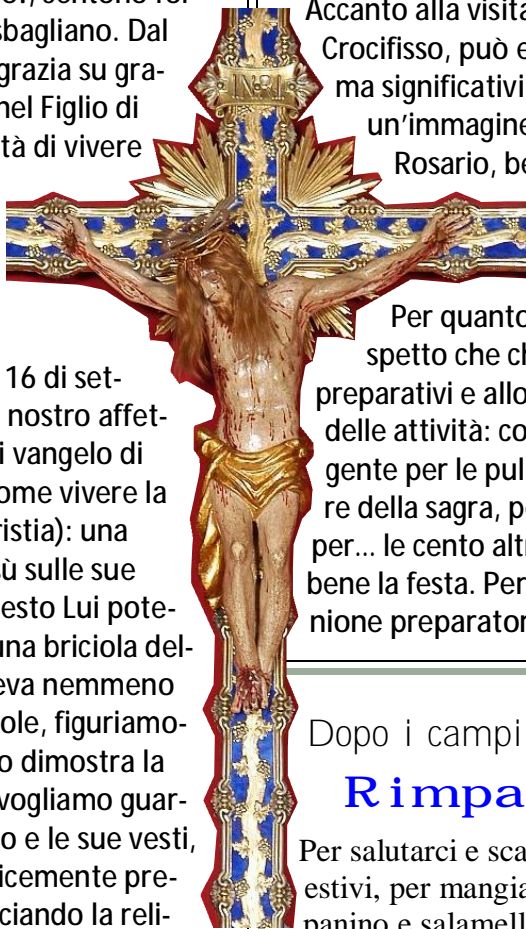 sbagliano. Dal
grazia su gra-
nel Figlio di
tà di vivere
16 di set-
nostro affet-
i vangelo di
ome vivere la
ristia): una
sù sulle sue
esto Lui pote-
una briciola del-
eva nemmeno
ole, figuriamo-
o dimostra la
vogliamo guar-
o e le sue vesti,
icemente pre-
ciando la reli-
I·N·R·I
Accanto alla visita
Crocifisso, può e
ma significativi
un'immagine
Rosario, be
Per quanto
spetto che ch
preparativi e allo
delle attività: co
gente per le pul
re della sagra, p
per... le cento alt
bene la festa. Per
nione preparator
Dopo i campi
Rimpa
Per salutarci e sca
estivi, per mangia
panino e salamell